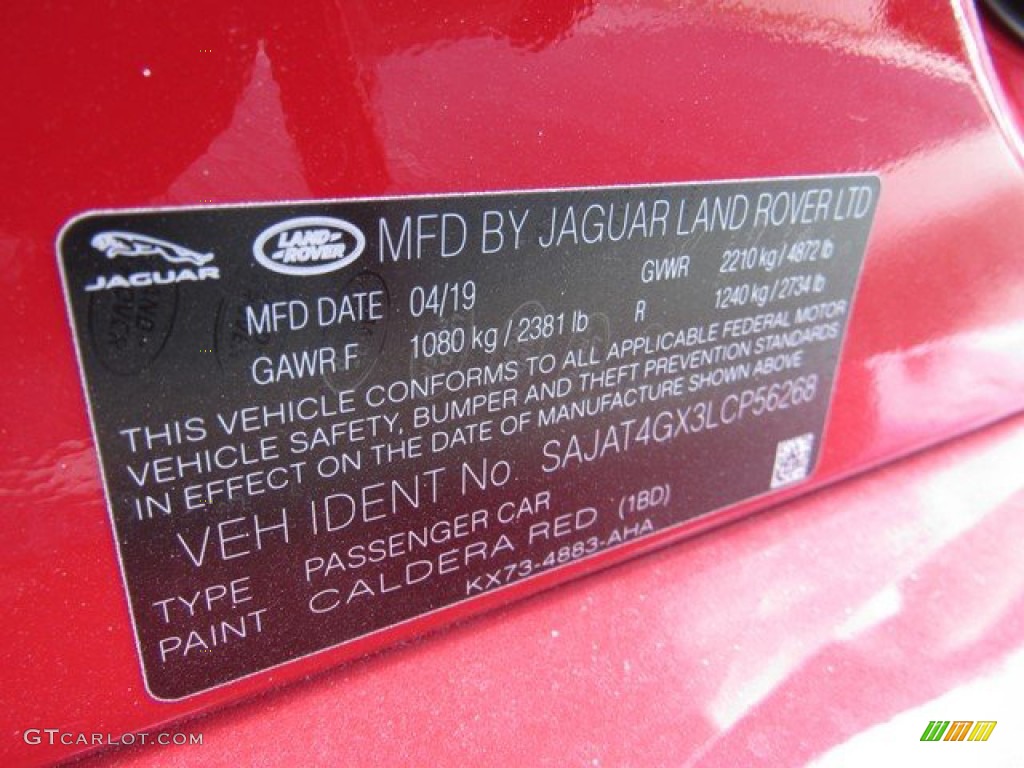 JAGUAR LAND ROVER MFD BY JAGUAR LAND ROVER LTD
MFD DATE 04/19 GVWR 2210 kg / 4872 lb
GAWR F 1080 kg / 2381 lb R 1240 kg / 2734 lb
THIS VEHICLE CONFORMS TO ALL APPLICABLE FEDERAL MOTOR
VEHICLE SAFETY, BUMPER AND THEFT PREVENTION STANDARDS
IN EFFECT ON THE DATE OF MANUFACTURE SHOWN ABOVE
VEH IDENT No. SAJAT4GX3LCP56268
TYPE PASSENGER CAR
PAINT CALDERA RED (1BD)
KX73-4883-AHA
GTCARLOT.COM